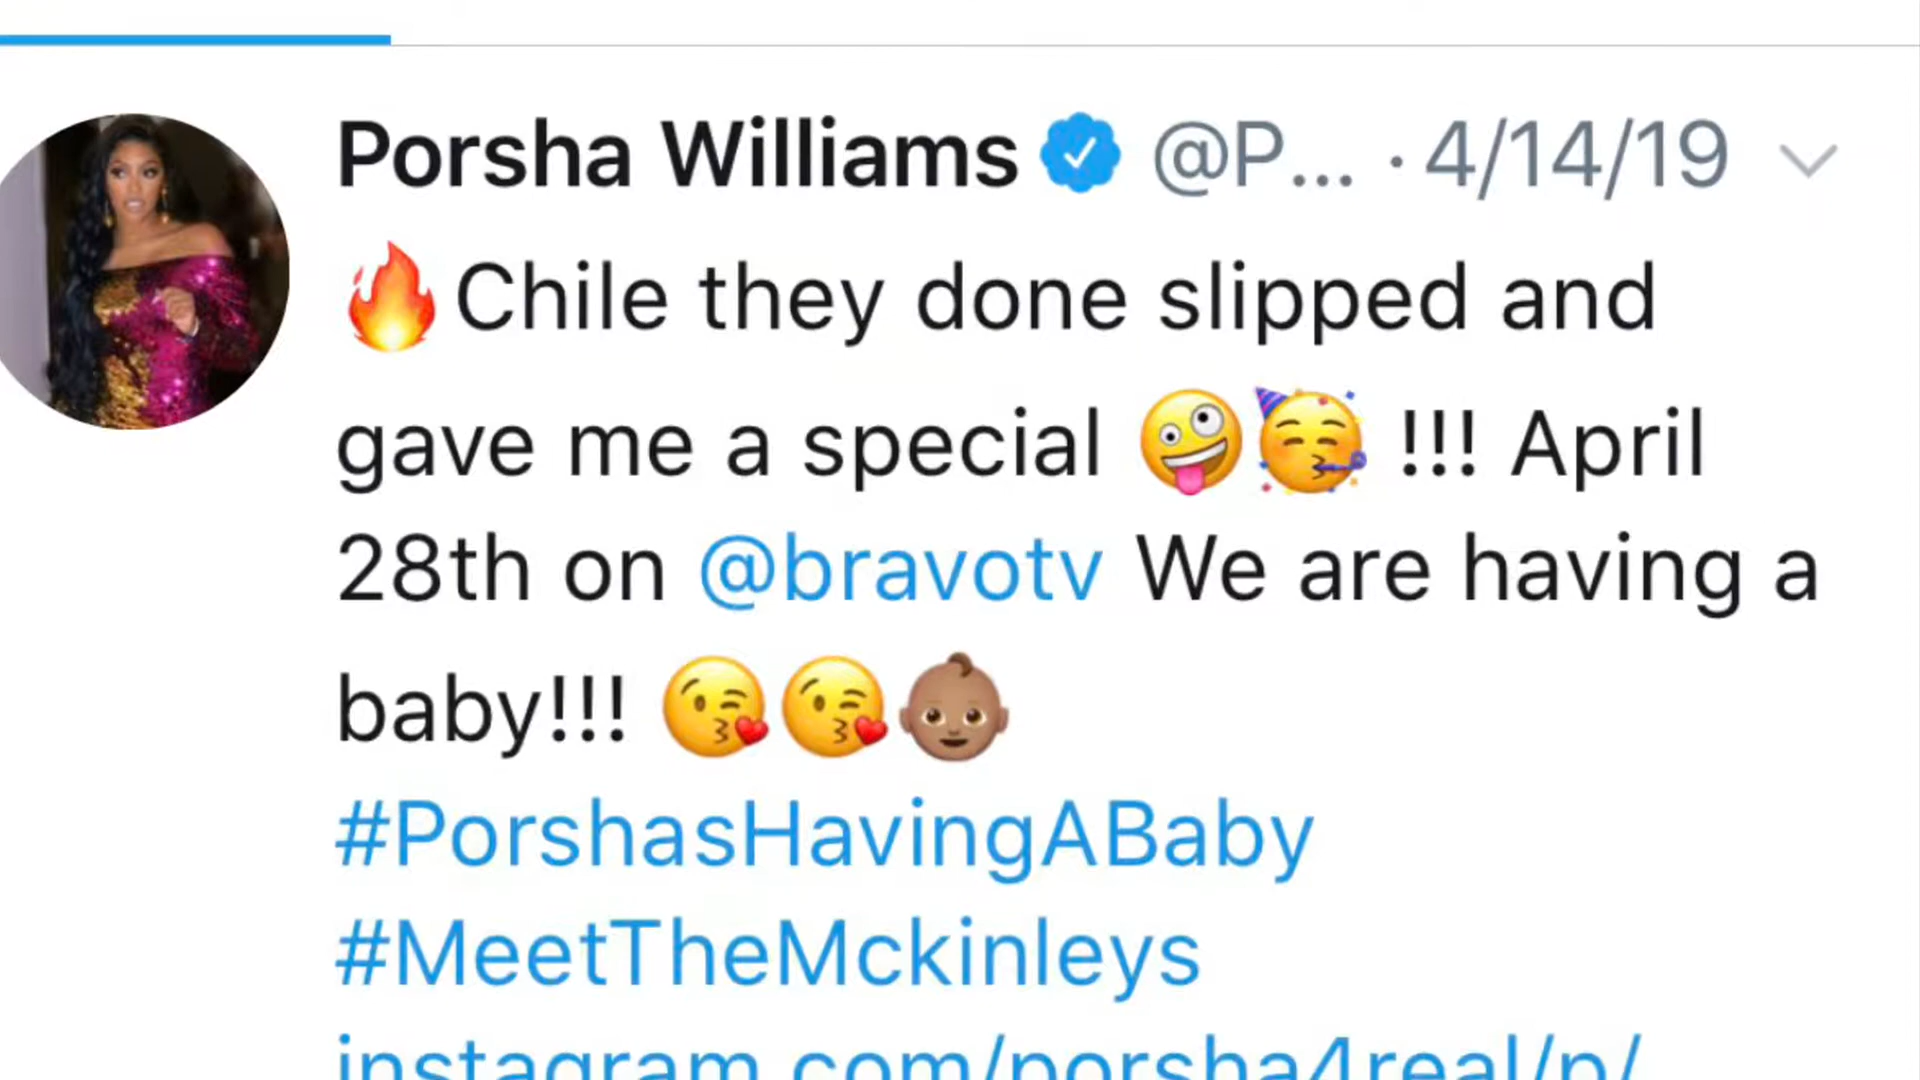 Porsha Williams @P... · 4/14/19
🔥Chile they done slipped and
gave me a special 🤪🥳 !!! April
28th on @bravotv We are having a
baby!!! 😘😘👶🏽
#PorshasHavingABaby
#MeetTheMckinleys
instagram.com/porsha4real/p/